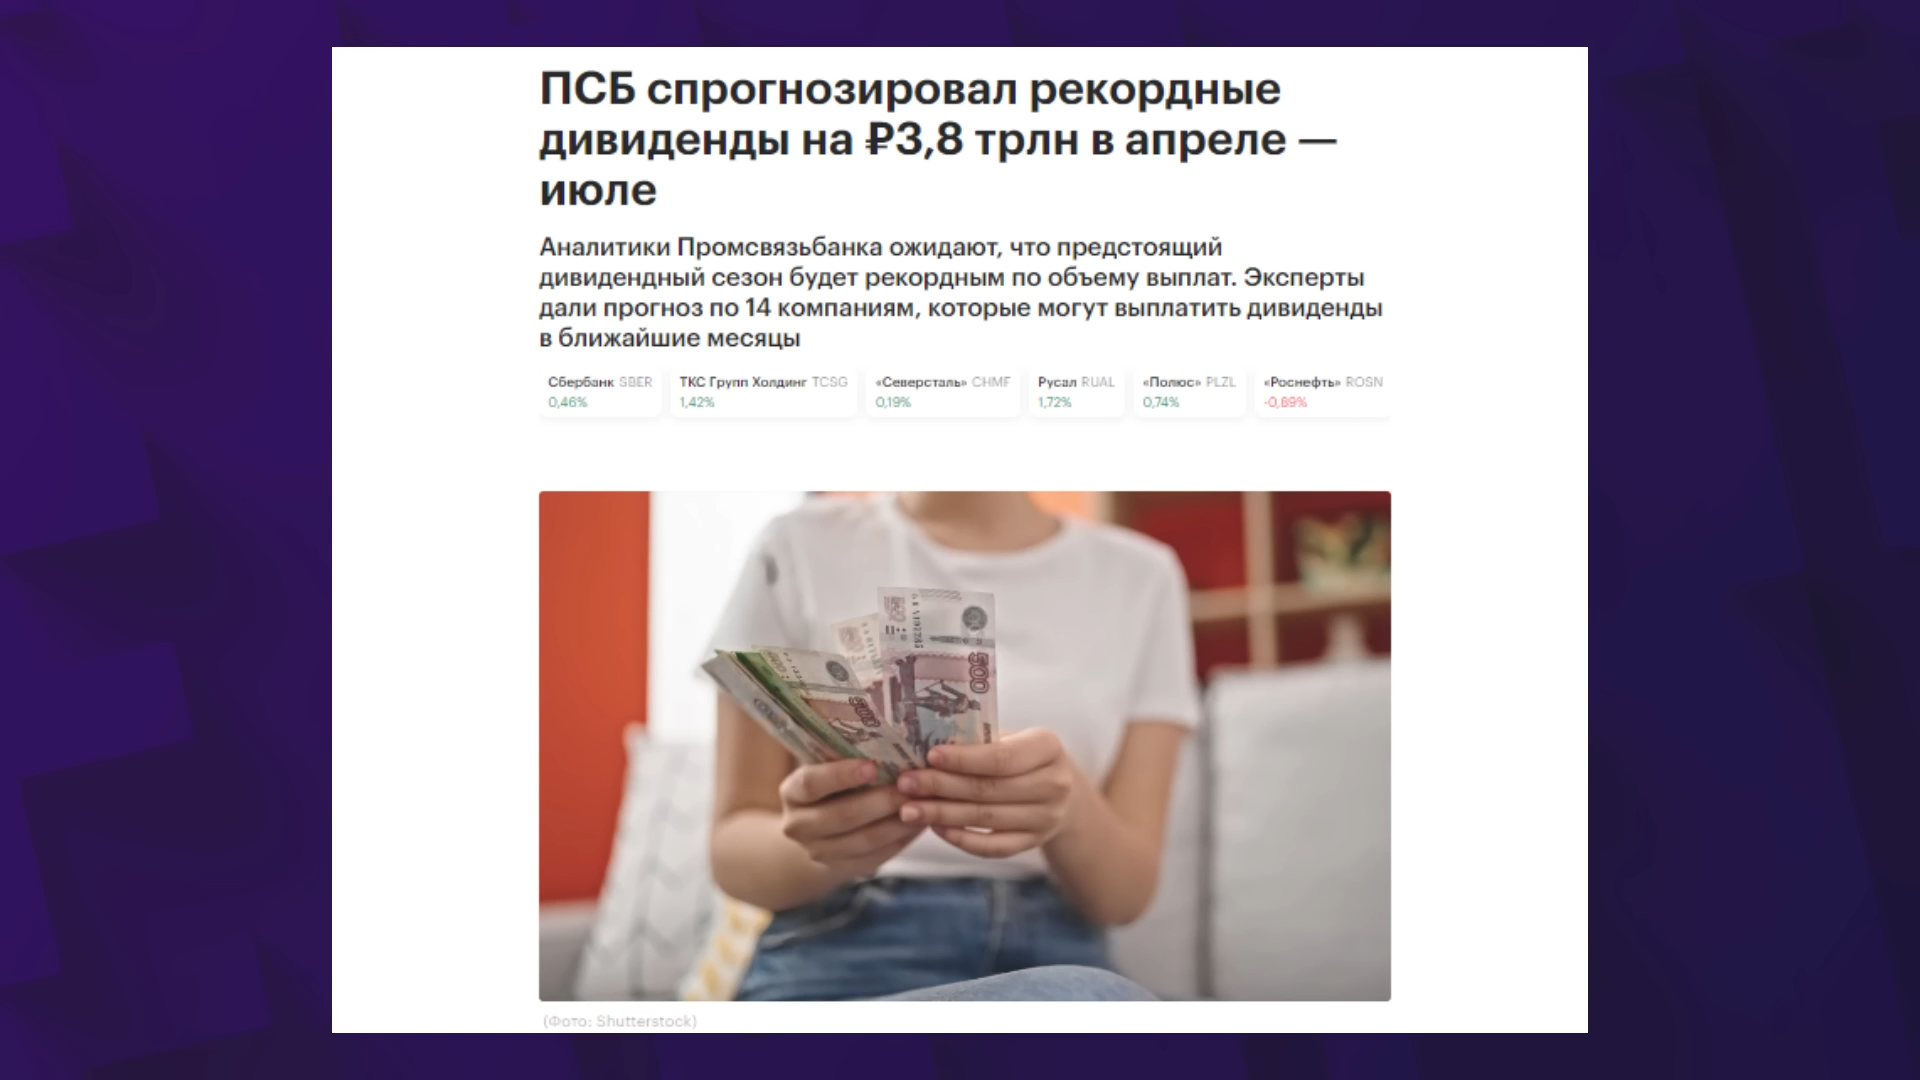 ПСБ спрогнозировал рекордные
дивиденды на ₽3,8 трлн в апреле —
июле
Аналитики Промсвязьбанка ожидают, что предстоящий
дивидендный сезон будет рекордным по объему выплат. Эксперты
дали прогноз по 14 компаниям, которые могут выплатить дивиденды
в ближайшие месяцы
Сбербанк SBER ТКС Групп Холдинг TCSG «Северсталь» CHMF Русал RUAL «Полюс» PLZL «Роснефть» ROSN
0,46% 1,42% 0,19% 1,72% 0,74% -0,89%
500
(Фото: Shutterstock)